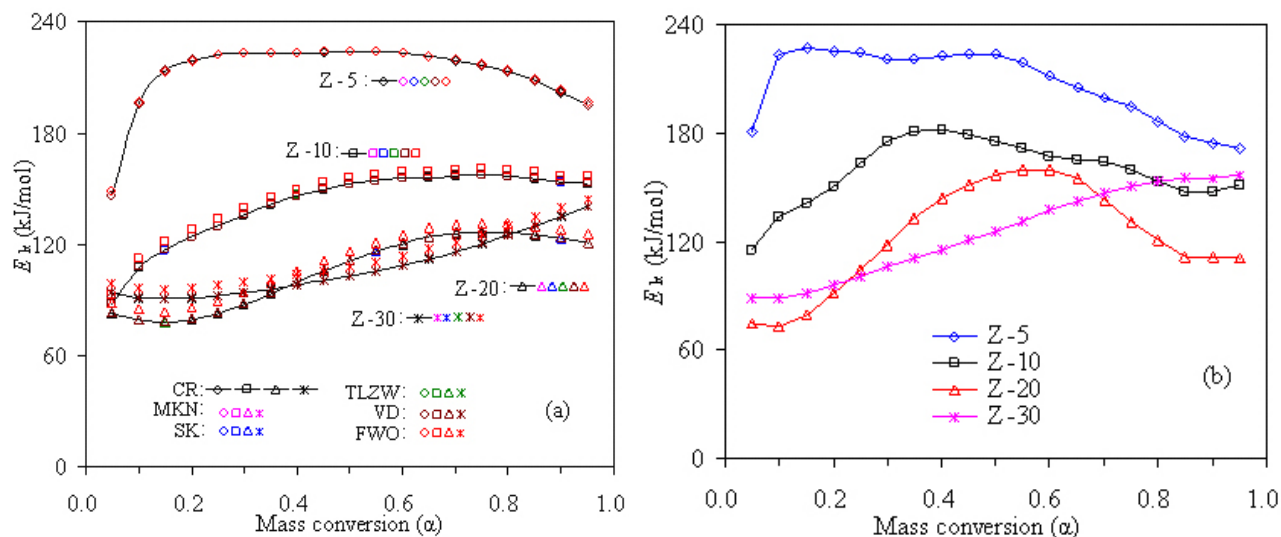 240
180
120
60
0
E k (kJ/mol)
Z-5:
Z-10:
Z-20:
Z-30:
CR:
MKN:
SK:
TLZW:
VD:
FWO:
(a)
0.0 0.2 0.4 0.6 0.8 1.0
Mass conversion (α)
240
180
120
60
0
E k (kJ/mol)
Z-5
Z-10
Z-20
Z-30
(b)
0.0 0.2 0.4 0.6 0.8 1.0
Mass conversion (α)